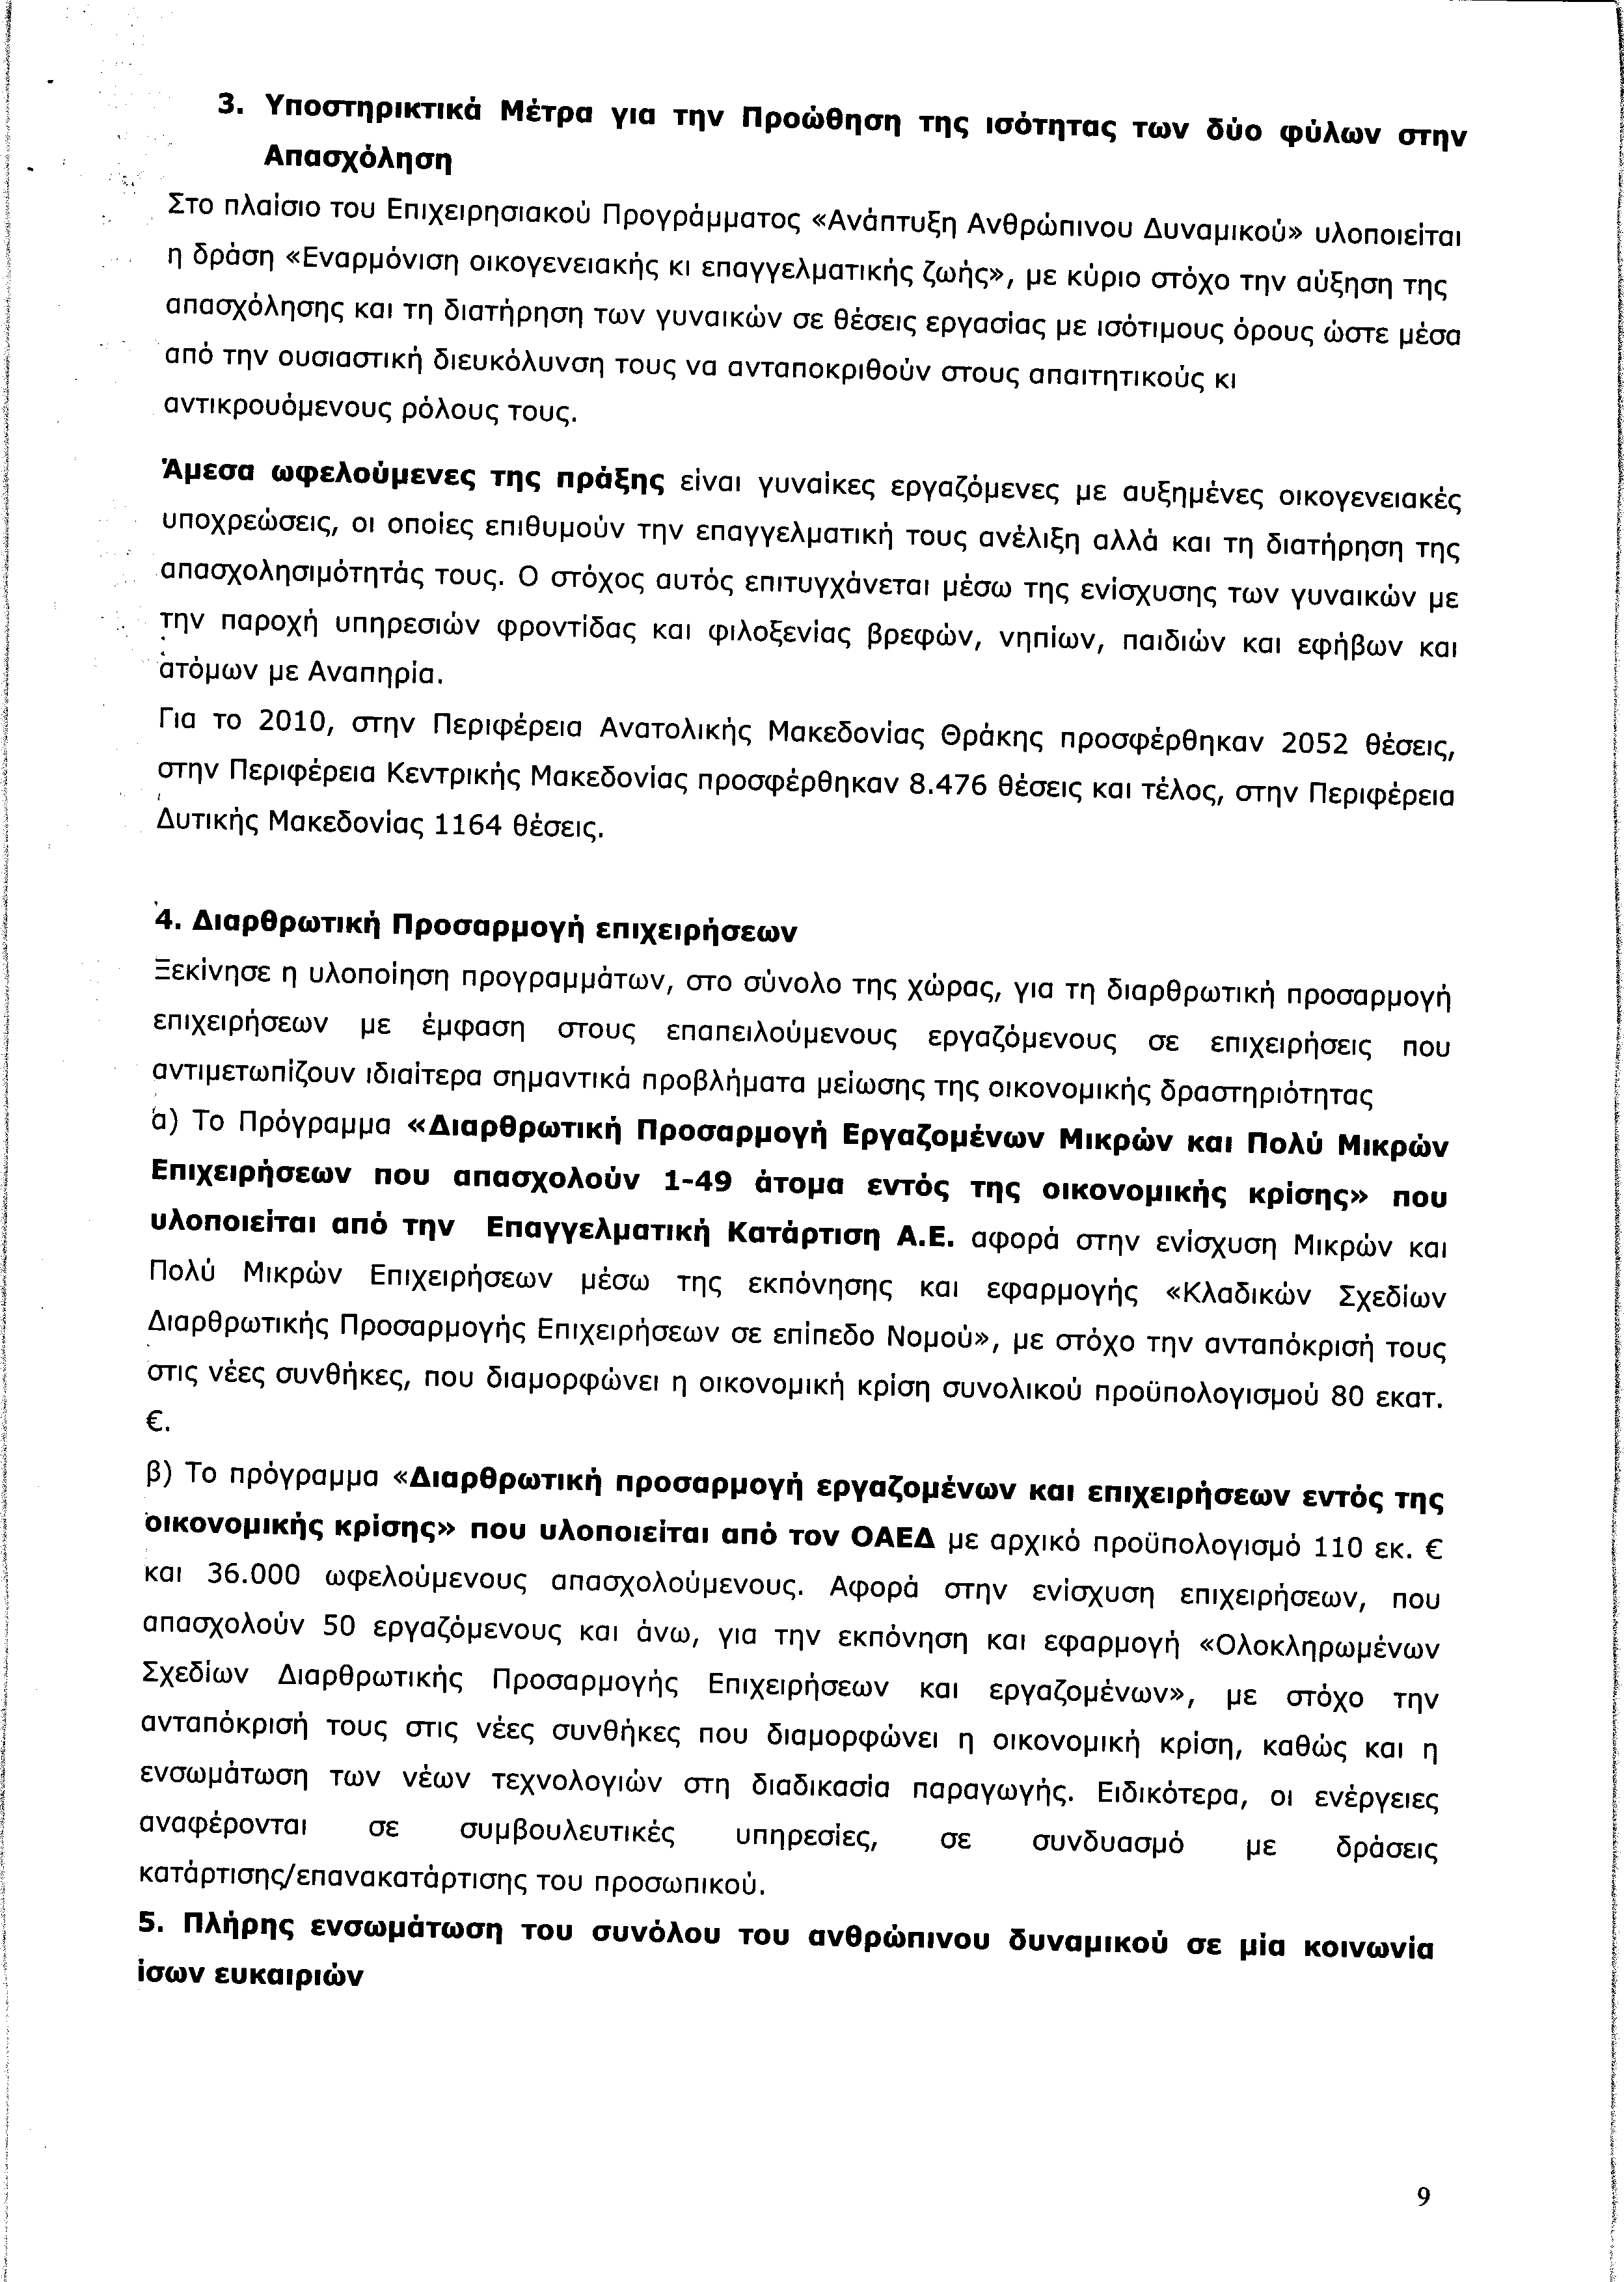 3. Υποστηρικτικά Μέτρα για την Προώθηση της ισότητας των δύο φύλων στην
Απασχόληση
Στο πλαίσιο του Επιχειρησιακού Προγράμματος «Ανάπτυξη Ανθρώπινου Δυναμικού» υλοποιείται
η δράση «Εναρμόνιση οικογενειακής κι επαγγελματικής ζωής», με κύριο στόχο την αύξηση της
απασχόλησης και τη διατήρηση των γυναικών σε θέσεις εργασίας με ισότιμους όρους ώστε μέσα
από την ουσιαστική διευκόλυνση τους να ανταποκριθούν στους απαιτητικούς κι
αντικρουόμενους ρόλους τους.
Άμεσα ωφελούμενες της πράξης είναι γυναίκες εργαζόμενες με αυξημένες οικογενειακές
υποχρεώσεις, οι οποίες επιθυμούν την επαγγελματική τους ανέλιξη αλλά και τη διατήρηση της
απασχολησιμότητάς τους. Ο στόχος αυτός επιτυγχάνεται μέσω της ενίσχυσης των γυναικών με
την παροχή υπηρεσιών φροντίδας και φιλοξενίας βρεφών, νηπίων, παιδιών και εφήβων και
ατόμων με Αναπηρία.
Για το 2010, στην Περιφέρεια Ανατολικής Μακεδονίας Θράκης προσφέρθηκαν 2052 θέσεις,
στην Περιφέρεια Κεντρικής Μακεδονίας προσφέρθηκαν 8.476 θέσεις και τέλος, στην Περιφέρεια
Δυτικής Μακεδονίας 1164 θέσεις.
4. Διαρθρωτική Προσαρμογή επιχειρήσεων
Ξεκίνησε η υλοποίηση προγραμμάτων, στο σύνολο της χώρας, για τη διαρθρωτική προσαρμογή
επιχειρήσεων με έμφαση στους επαπειλούμενους εργαζόμενους σε επιχειρήσεις που
αντιμετωπίζουν ιδιαίτερα σημαντικά προβλήματα μείωσης της οικονομικής δραστηριότητας
α) Το Πρόγραμμα «Διαρθρωτική Προσαρμογή Εργαζομένων Μικρών και Πολύ Μικρών
Επιχειρήσεων που απασχολούν 1-49 άτομα εντός της οικονομικής κρίσης» που
υλοποιείται από την Επαγγελματική Κατάρτιση Α.Ε. αφορά στην ενίσχυση Μικρών και
Πολύ Μικρών Επιχειρήσεων μέσω της εκπόνησης και εφαρμογής «Κλαδικών Σχεδίων
Διαρθρωτικής Προσαρμογής Επιχειρήσεων σε επίπεδο Νομού», με στόχο την ανταπόκρισή τους
στις νέες συνθήκες, που διαμορφώνει η οικονομική κρίση συνολικού προϋπολογισμού 80 εκατ.
€.
β) Το πρόγραμμα «Διαρθρωτική προσαρμογή εργαζομένων και επιχειρήσεων εντός της
οικονομικής κρίσης» που υλοποιείται από τον ΟΑΕΔ με αρχικό προϋπολογισμό 110 εκ. €
και 36.000 ωφελούμενους απασχολούμενους. Αφορά στην ενίσχυση επιχειρήσεων, που
απασχολούν 50 εργαζόμενους και άνω, για την εκπόνηση και εφαρμογή «Ολοκληρωμένων
Σχεδίων Διαρθρωτικής Προσαρμογής Επιχειρήσεων και εργαζομένων», με στόχο την
ανταπόκρισή τους στις νέες συνθήκες που διαμορφώνει η οικονομική κρίση, καθώς και η
ενσωμάτωση των νέων τεχνολογιών στη διαδικασία παραγωγής. Ειδικότερα, οι ενέργειες
αναφέρονται σε συμβουλευτικές υπηρεσίες, σε συνδυασμό με δράσεις
κατάρτισης/επανακατάρτισης του προσωπικού.
5. Πλήρης ενσωμάτωση του συνόλου του ανθρώπινου δυναμικού σε μία κοινωνία
ίσων ευκαιριών
9